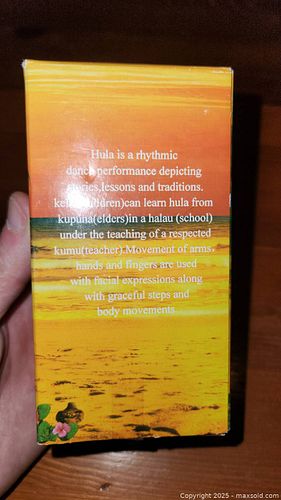 Hula is a rhythmic
dance performance depicting
stories,lessons and traditions.
keiki(children)can learn hula from
kupuna(elders)in a halau (school)
under the teaching of a respected
kumu(teacher).Movement of arms,
hands and fingers are used
with facial expressions along
with graceful steps and
body movements
Copyright © 2025 - maxsold.com